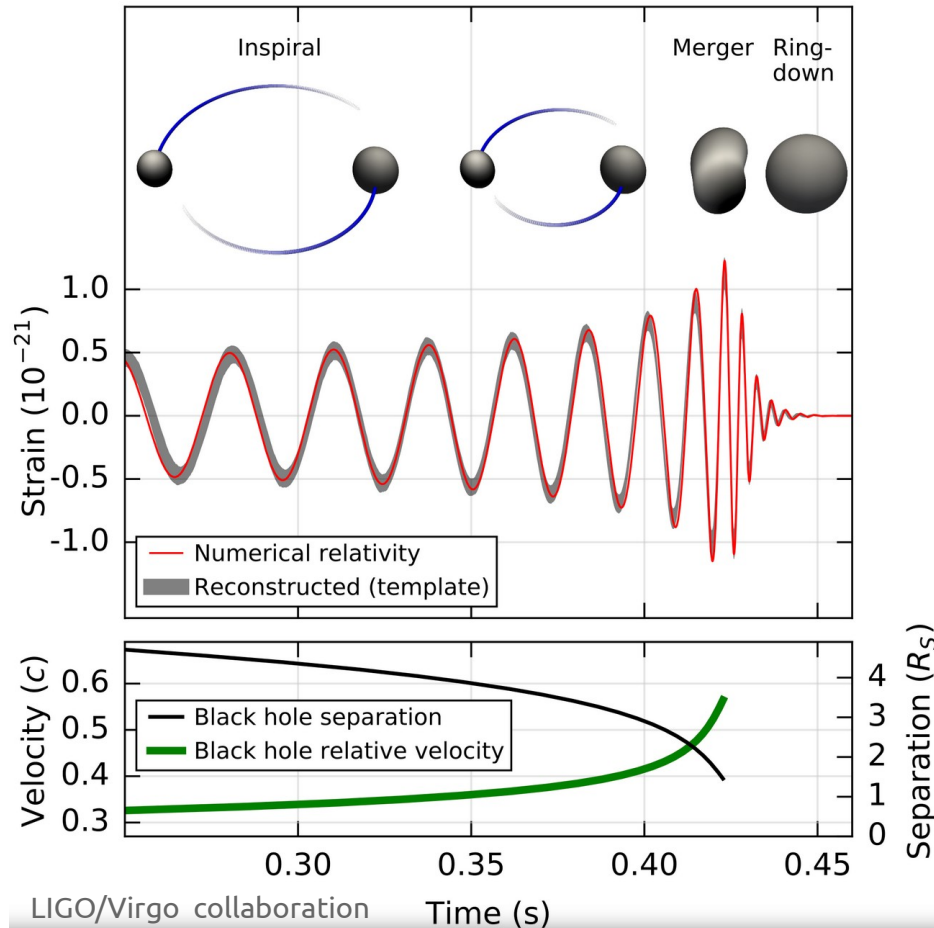 Inspiral
Merger
Ring-
down
1.0
0.5
0.0
-0.5
-1.0
Strain (10⁻²¹)
Numerical relativity
Reconstructed (template)
0.6
0.5
0.4
0.3
Velocity (c)
Black hole separation
Black hole relative velocity
4
3
2
1
0
Separation (R_S)
0.30 0.35 0.40 0.45
LIGO/Virgo collaboration
Time (s)